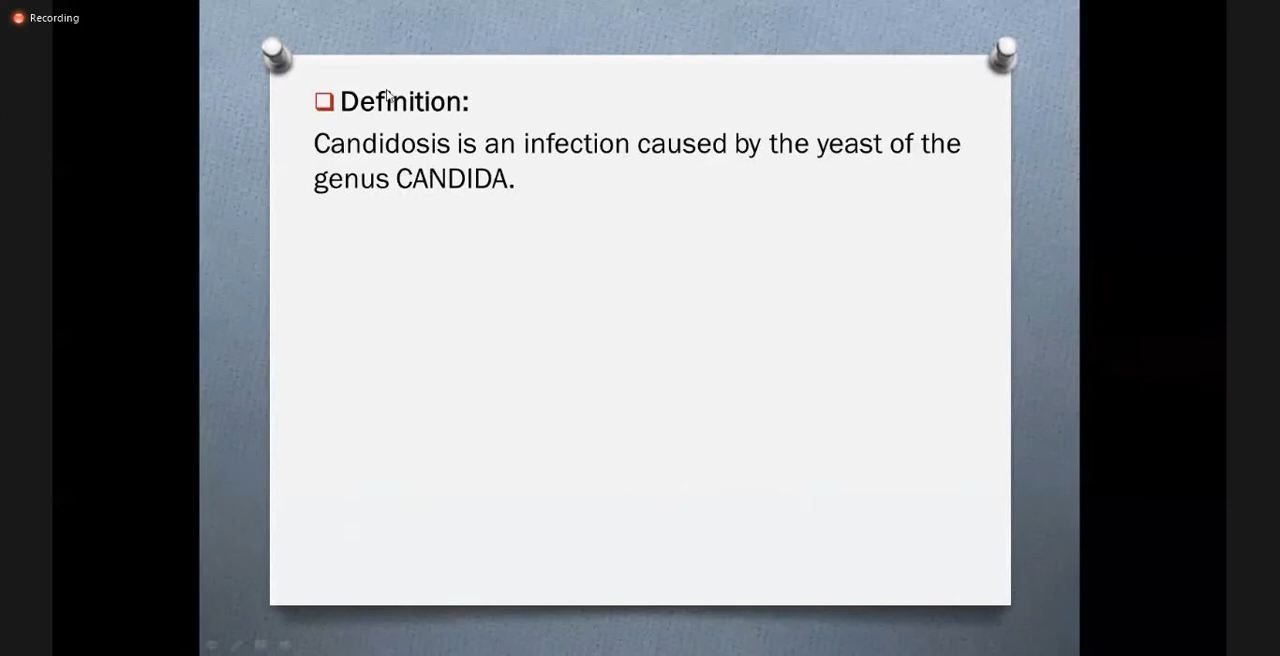 Recording
Definition:
Candidosis is an infection caused by the yeast of the
genus CANDIDA.